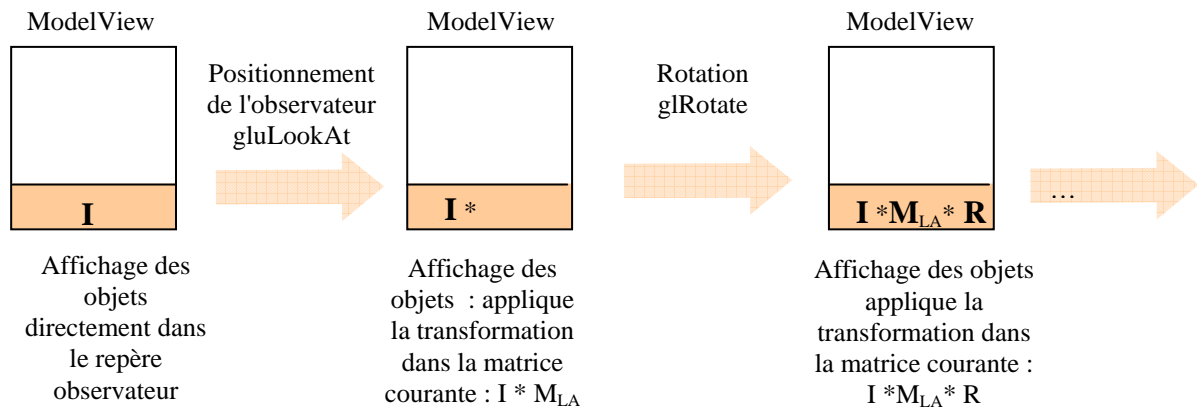 ModelView
I
Affichage des
objets
directement dans
le repère
observateur
Positionnement
de l'observateur
gluLookAt
ModelView
I *
Affichage des
objets : applique
la transformation
dans la matrice
courante : I * MLA
Rotation
glRotate
ModelView
I *MLA* R
Affichage des objets
applique la
transformation dans
la matrice courante :
I *MLA* R
...